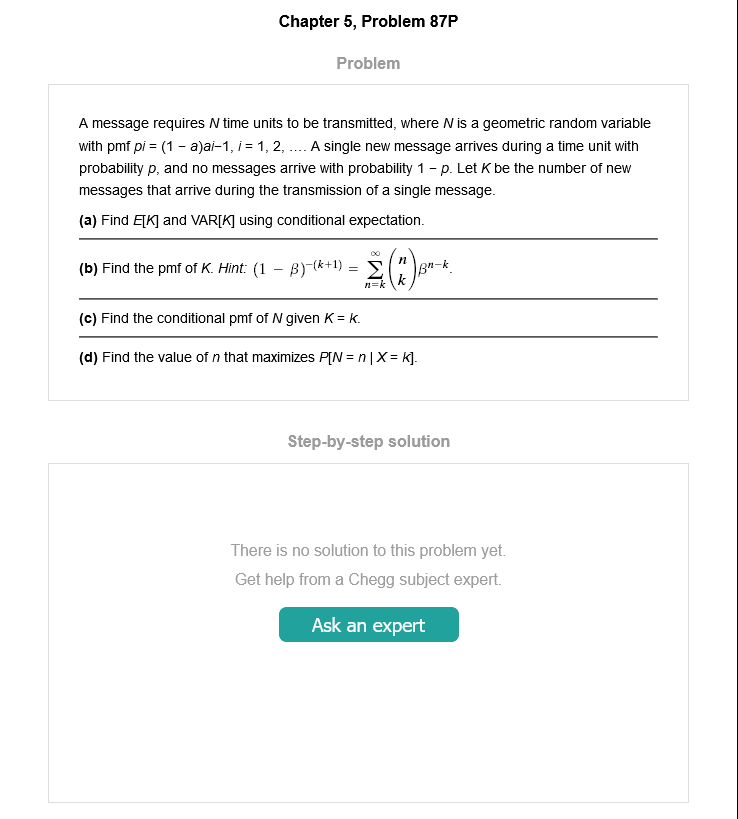 Chapter 5, Problem 87P
Problem
A message requires N time units to be transmitted, where N is a geometric random variable
with pmf pi = (1 − a)ai−1, i = 1, 2, .... A single new message arrives during a time unit with
probability p, and no messages arrive with probability 1 − p. Let K be the number of new
messages that arrive during the transmission of a single message.
(a) Find E[K] and VAR[K] using conditional expectation.
(b) Find the pmf of K. Hint: (1 − β)^{−(k+1)} = ∑_{n=k}^{∞} \binom{n}{k} β^{n−k}.
(c) Find the conditional pmf of N given K = k.
(d) Find the value of n that maximizes P[N = n | X = k].
Step-by-step solution
There is no solution to this problem yet.
Get help from a Chegg subject expert.
Ask an expert